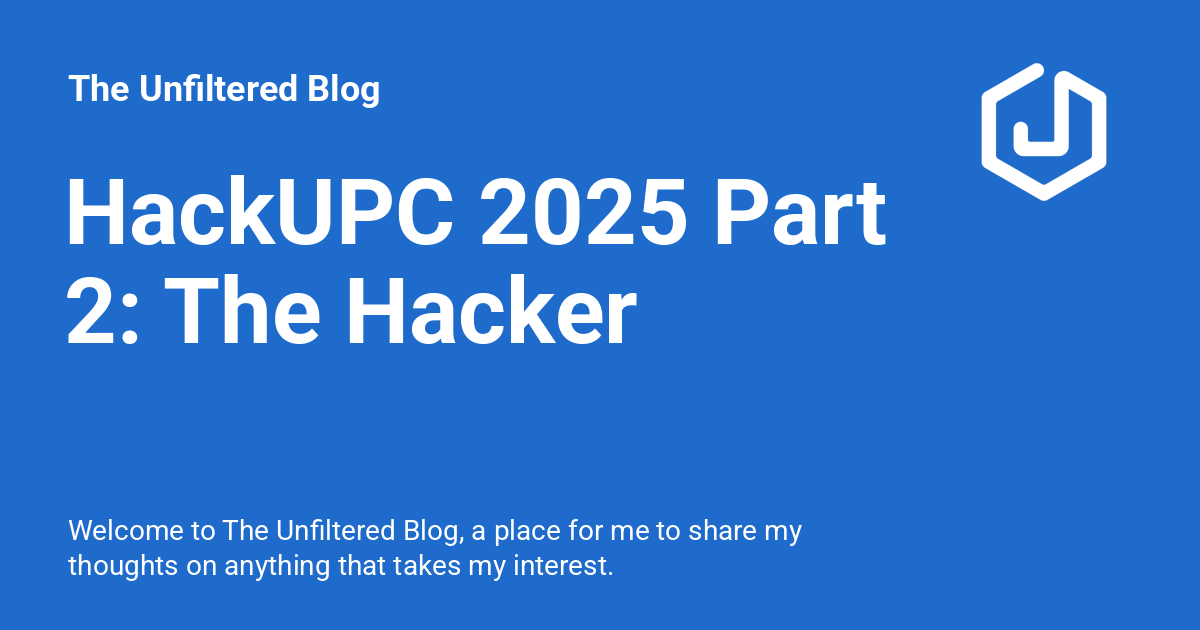 The Unfiltered Blog
HackUPC 2025 Part
2: The Hacker
Welcome to The Unfiltered Blog, a place for me to share my
thoughts on anything that takes my interest.